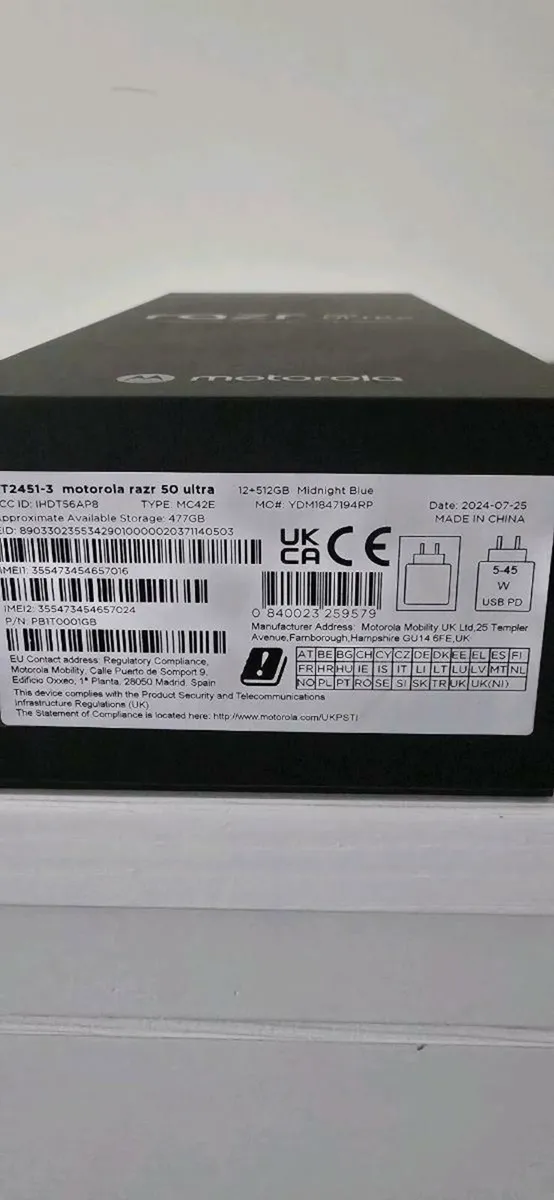 razr
motorola
T2451-3 motorola razr 50 ultra 12+512GB Midnight Blue
CC ID: IHDT56AP8 TYPE: MC42E MO#: YDM1847194RP Date: 2024-07-25
Approximate Available Storage: 477GB MADE IN CHINA
EID: 89033023553429010000020371140503
UK
CA CE
IMEI1: 355473454657016
5-45
W
USB PD
IMEI2: 355473454657024
0 840023 259579
P/N: PB1T0001GB
Manufacturer Address: Motorola Mobility UK Ltd,25 Templer
Avenue,Farnborough,Hampshire GU14 6FE,UK
EU Contact address: Regulatory Compliance,
Motorola Mobility, Calle Puerto de Somport 9,
Edificio Oxxeo, 1ª Planta, 28050 Madrid. Spain
AT BE BG CH CY CZ DE DK EE EL ES FI
FR HR HU IE IS IT LI LT LU LV MT NL
NO PL PT RO SE SI SK TR UK UK(NI)
This device complies with the Product Security and Telecommunications
Infrastructure Regulations (UK)
The Statement of Compliance is located here: http://www.motorola.com/UKPSTI